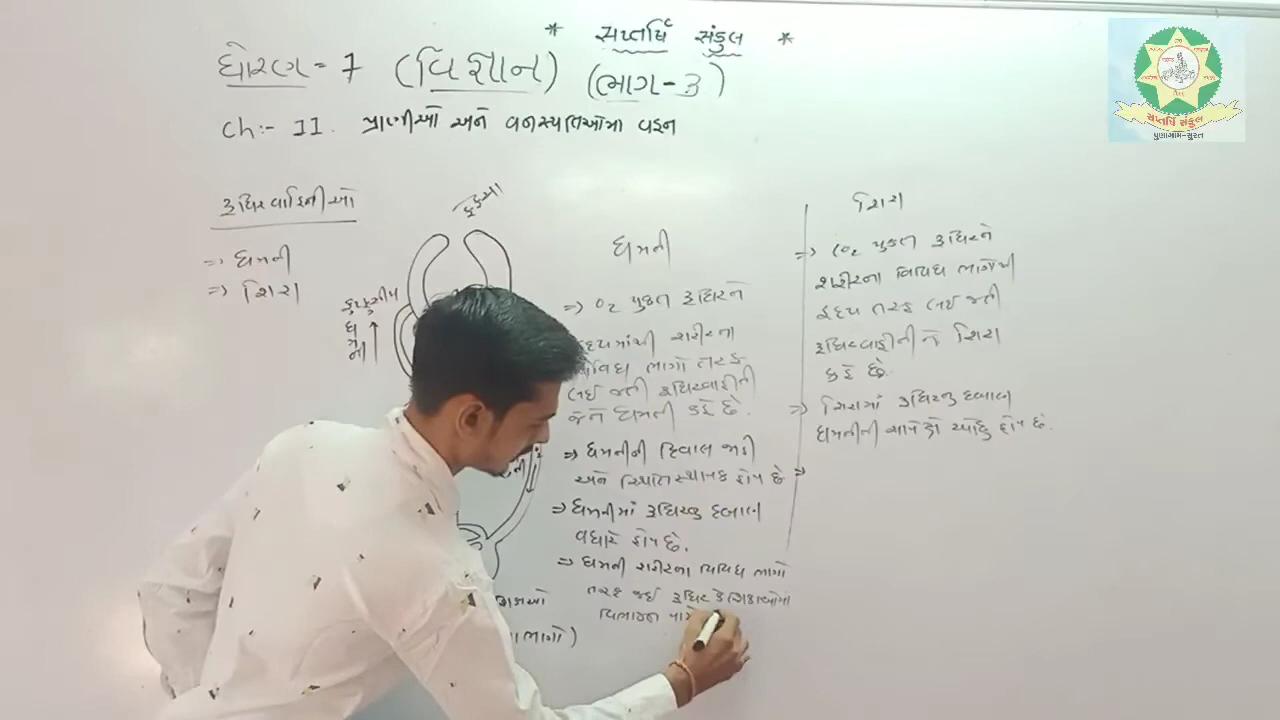 * સપ્તર્ષિ સંકુલ *
ધોરણ = 7 (વિજ્ઞાન) (ભાગ-3)
Ch:- 11. પ્રાણીઓ અને વનસ્પતિઓમાં વહન
રૂધિરવાહિનીઓ
=> ધમની
=> શિરા
ફુપ્ફુસીય
ધમની
ધમની
=> O2 યુક્ત રૂધિરને
હૃદયમાંથી શરીરના
વિવિધ ભાગો તરફ
લઈ જતી રૂધિરવાહીની
જેને ધમની કહે છે.
=> ધમનીની દિવાલ જાડી
અને સ્થિતિસ્થાપક હોય છે
=> ધમનીમાં રૂધિરનુ દબાણ
વધારે હોય છે.
=> ધમની શરીરના વિવિધ ભાગો
તરફ જઈ રૂધિર કેશિકાઓમાં
વિભાજન
ભાગો)
શિરા
=> CO2 યુક્ત રૂધિરને
શરીરના વિવિધ ભાગોથી
હૃદય તરફ લઈ જતી
રૂધિરવાહીની ને શિરા
કહે છે.
=> શિરામાં રૂધિરનુ દબાણ
ધમનીની સાપેક્ષે ઓછુ હોય છે.
=>
સપ્તર્ષિ સંકુલ
પુણાગામ-સુરત